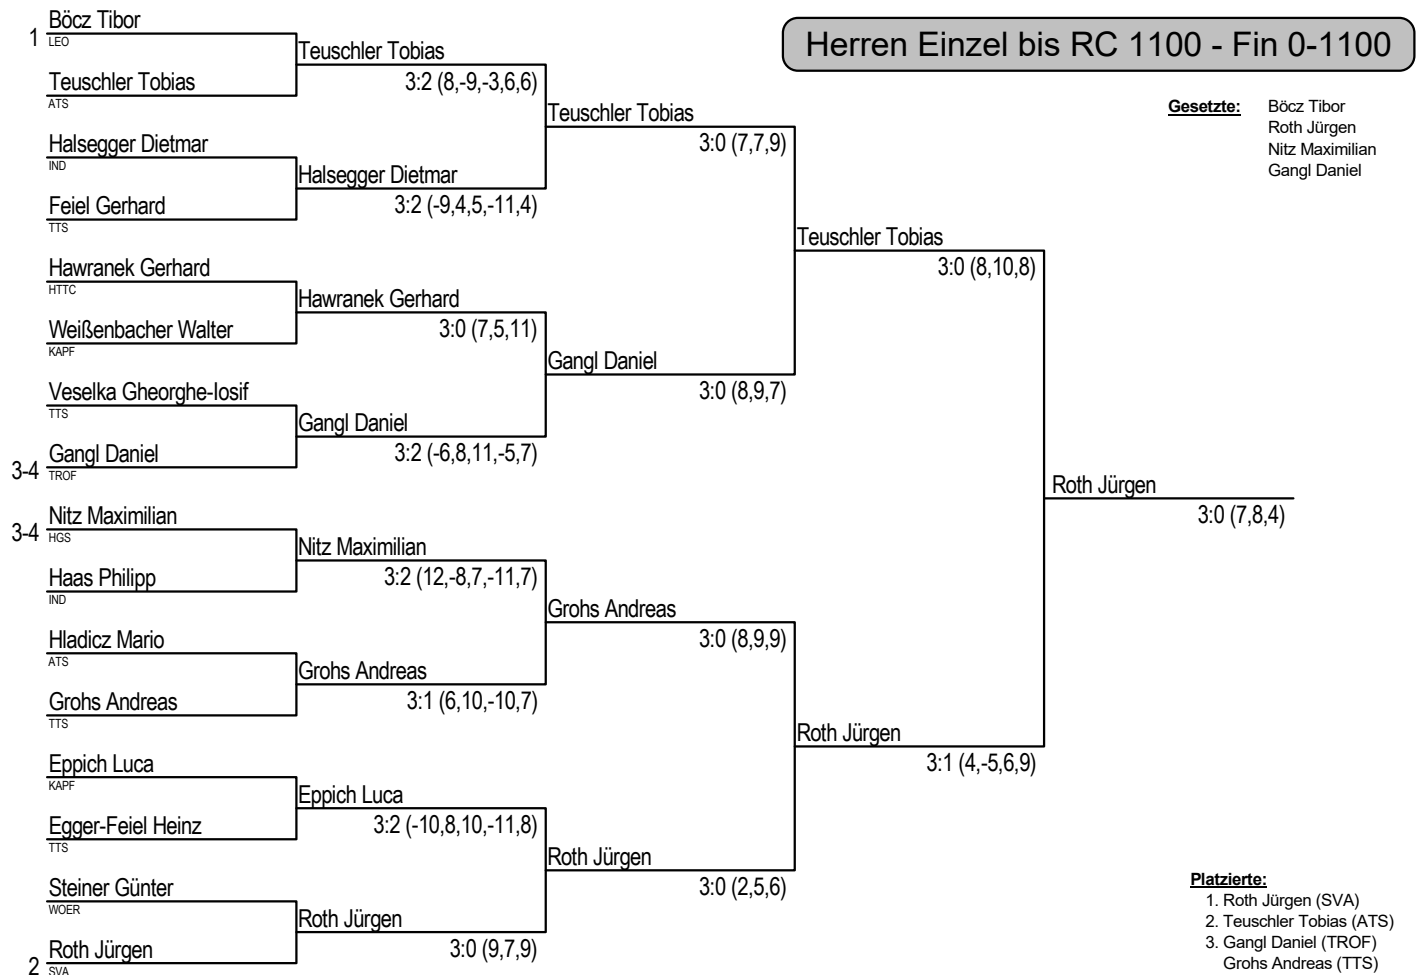 Herren Einzel bis RC 1100 - Fin 0-1100
Gesetzte:
Böcz Tibor
Roth Jürgen
Nitz Maximilian
Gangl Daniel
1
Böcz Tibor
LEO
Teuschler Tobias
ATS
Halsegger Dietmar
IND
Feiel Gerhard
TTS
Hawranek Gerhard
HTTC
Weißenbacher Walter
KAPF
Veselka Gheorghe-Iosif
TTS
3-4
Gangl Daniel
TROF
3-4
Nitz Maximilian
HGS
Haas Philipp
IND
Hladicz Mario
ATS
Grohs Andreas
TTS
Eppich Luca
KAPF
Egger-Feiel Heinz
TTS
Steiner Günter
WOER
2
Roth Jürgen
SVA
Teuschler Tobias
3:2 (8,-9,-3,6,6)
Halsegger Dietmar
3:2 (-9,4,5,-11,4)
Hawranek Gerhard
3:0 (7,5,11)
Gangl Daniel
3:2 (-6,8,11,-5,7)
Nitz Maximilian
3:2 (12,-8,7,-11,7)
Grohs Andreas
3:1 (6,10,-10,7)
Eppich Luca
3:2 (-10,8,10,-11,8)
Roth Jürgen
3:0 (9,7,9)
Teuschler Tobias
3:0 (7,7,9)
Gangl Daniel
3:0 (8,9,7)
Grohs Andreas
3:0 (8,9,9)
Roth Jürgen
3:0 (2,5,6)
Teuschler Tobias
3:0 (8,10,8)
Roth Jürgen
3:1 (4,-5,6,9)
Roth Jürgen
3:0 (7,8,4)
Platzierte:
1. Roth Jürgen (SVA)
2. Teuschler Tobias (ATS)
3. Gangl Daniel (TROF)
Grohs Andreas (TTS)